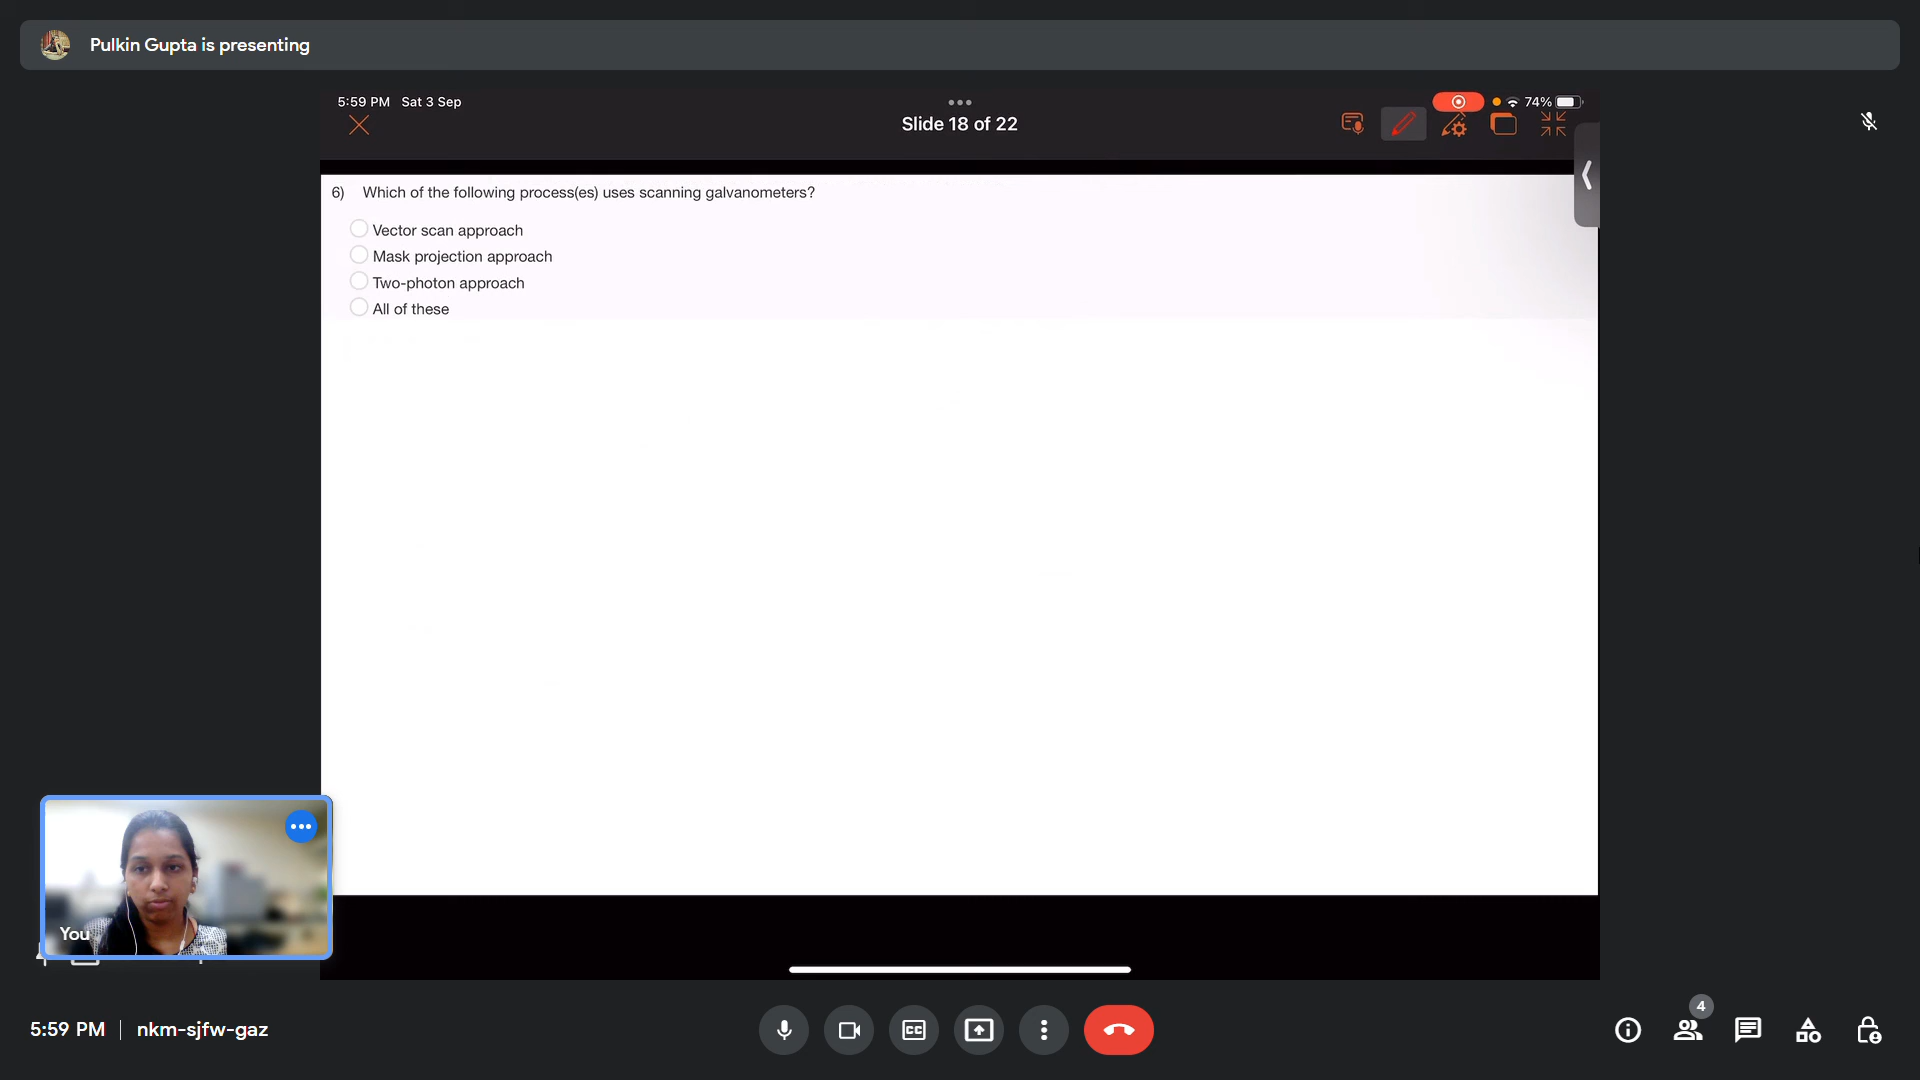 Pulkin Gupta is presenting
5:59 PM Sat 3 Sep
74%
Slide 18 of 22
6) Which of the following process(es) uses scanning galvanometers?
Vector scan approach
Mask projection approach
Two-photon approach
All of these
You
5:59 PM | nkm-sjfw-gaz
CC
4